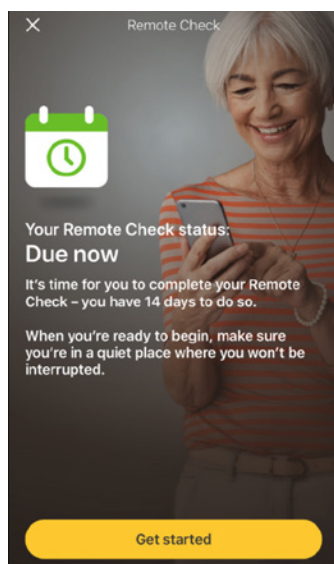 Remote Check
Your Remote Check status:
Due now
It's time for you to complete your Remote
Check – you have 14 days to do so.
When you're ready to begin, make sure
you're in a quiet place where you won't be
interrupted.
Get started